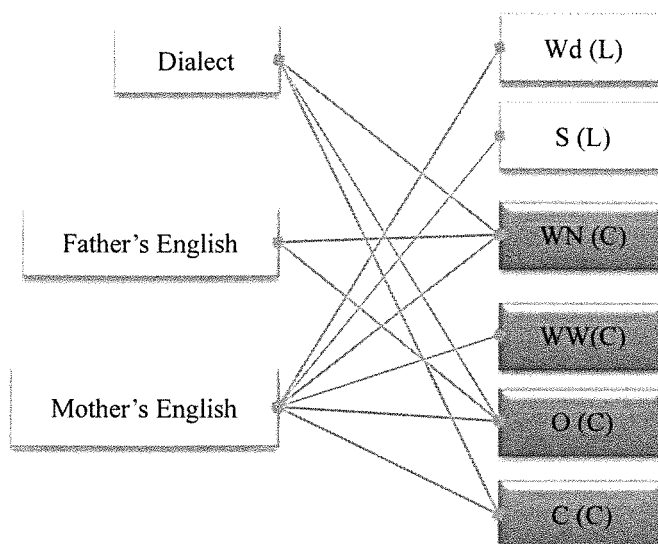 Dialect
Father's English
Mother's English
Wd (L)
S (L)
WN (C)
WW(C)
O (C)
C (C)